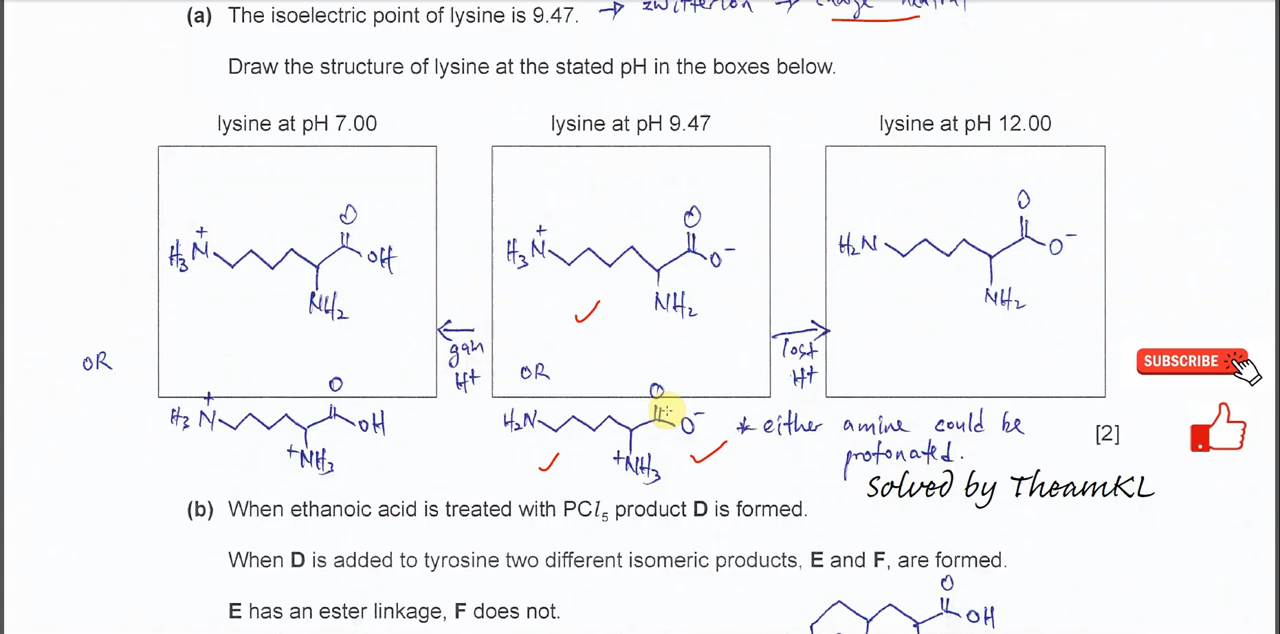 (a) The isoelectric point of lysine is 9.47. → zwitterion → charge neutral
Draw the structure of lysine at the stated pH in the boxes below.
lysine at pH 7.00
lysine at pH 9.47
lysine at pH 12.00
H₃N⁺ O OH NH₂
H₃N⁺ O O⁻ NH₂
H₂N O O⁻ NH₂
← gain H+
→ lost H+
OR
OR
H₃N⁺ O OH +NH₃
H₂N O O⁻ +NH₃
* either amine could be
protonated.
[2]
Solved by TheamKL
SUBSCRIBE
(b) When ethanoic acid is treated with PCl₅ product D is formed.
When D is added to tyrosine two different isomeric products, E and F, are formed.
E has an ester linkage, F does not.
O OH